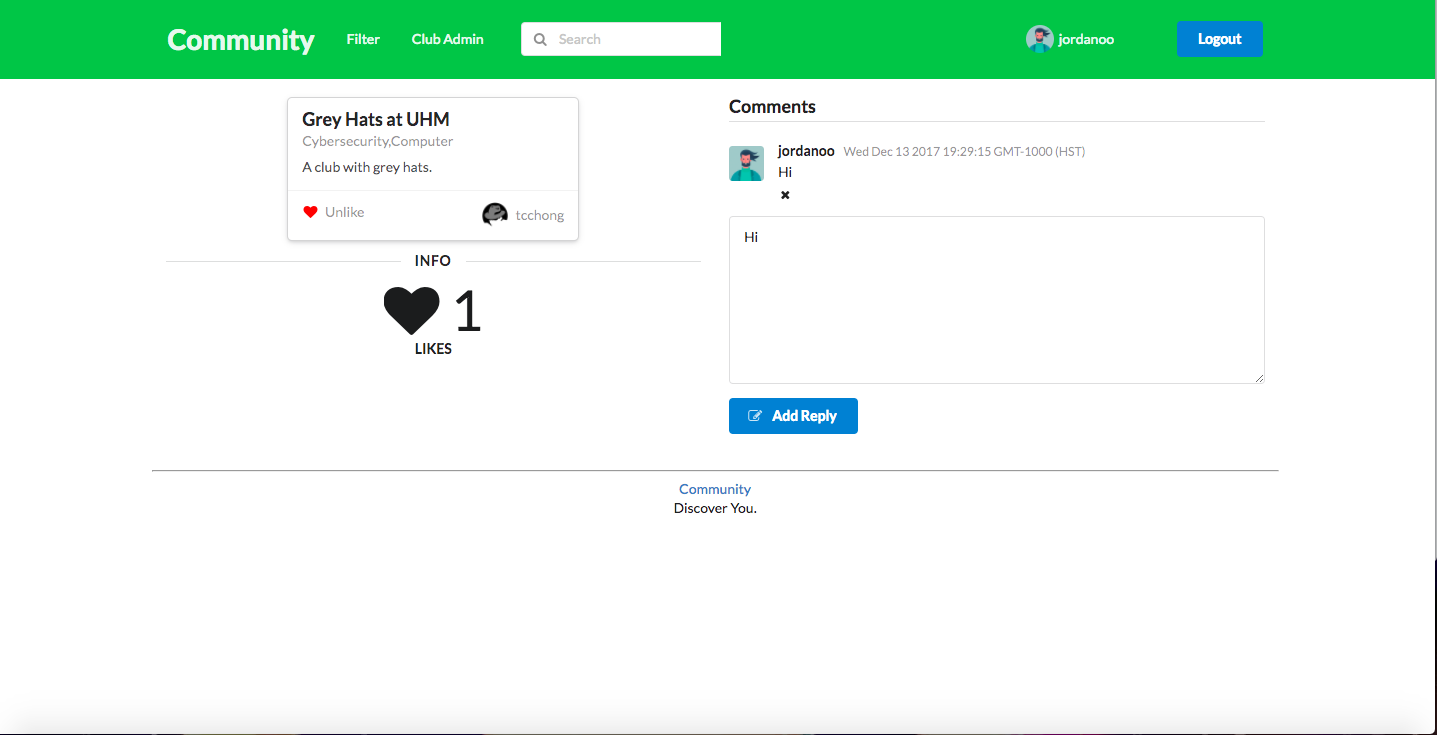 Community Filter Club Admin Search jordanoo Logout
Grey Hats at UHM
Cybersecurity,Computer
A club with grey hats.
Unlike tcchong
INFO
1
LIKES
Comments
jordanoo Wed Dec 13 2017 19:29:15 GMT-1000 (HST)
Hi
Hi
Add Reply
Community
Discover You.